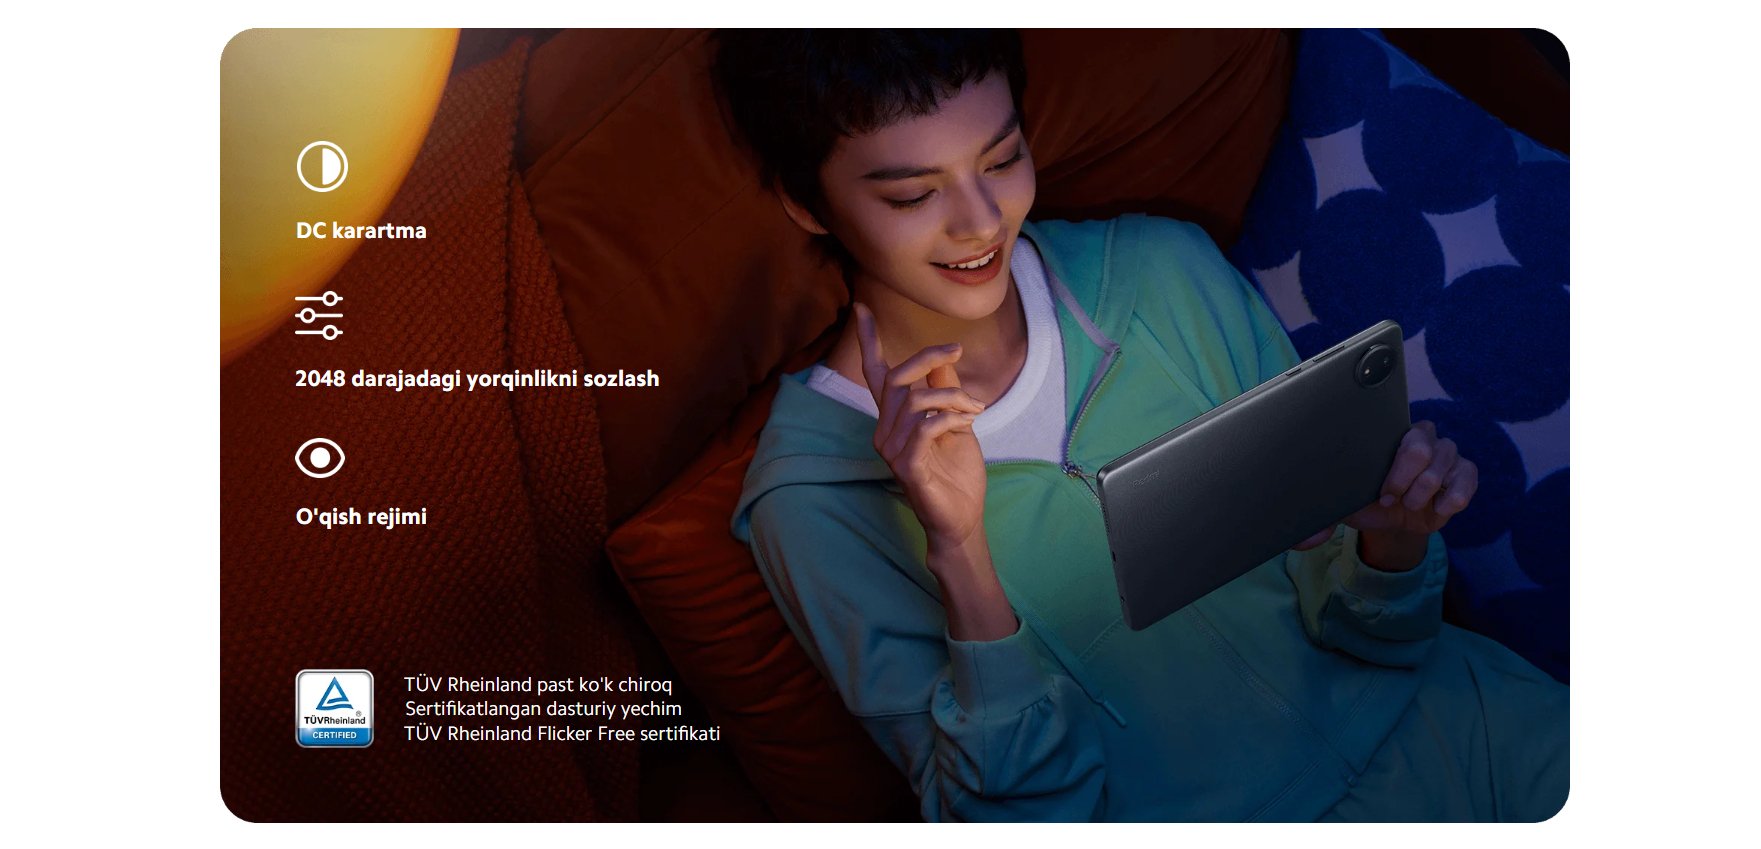 DC karartma
2048 darajadagi yorqinlikni sozlash
O'qish rejimi
TÜVRheinland
®
CERTIFIED
TÜV Rheinland past ko'k chiroq
Sertifikatlangan dasturiy yechim
TÜV Rheinland Flicker Free sertifikati